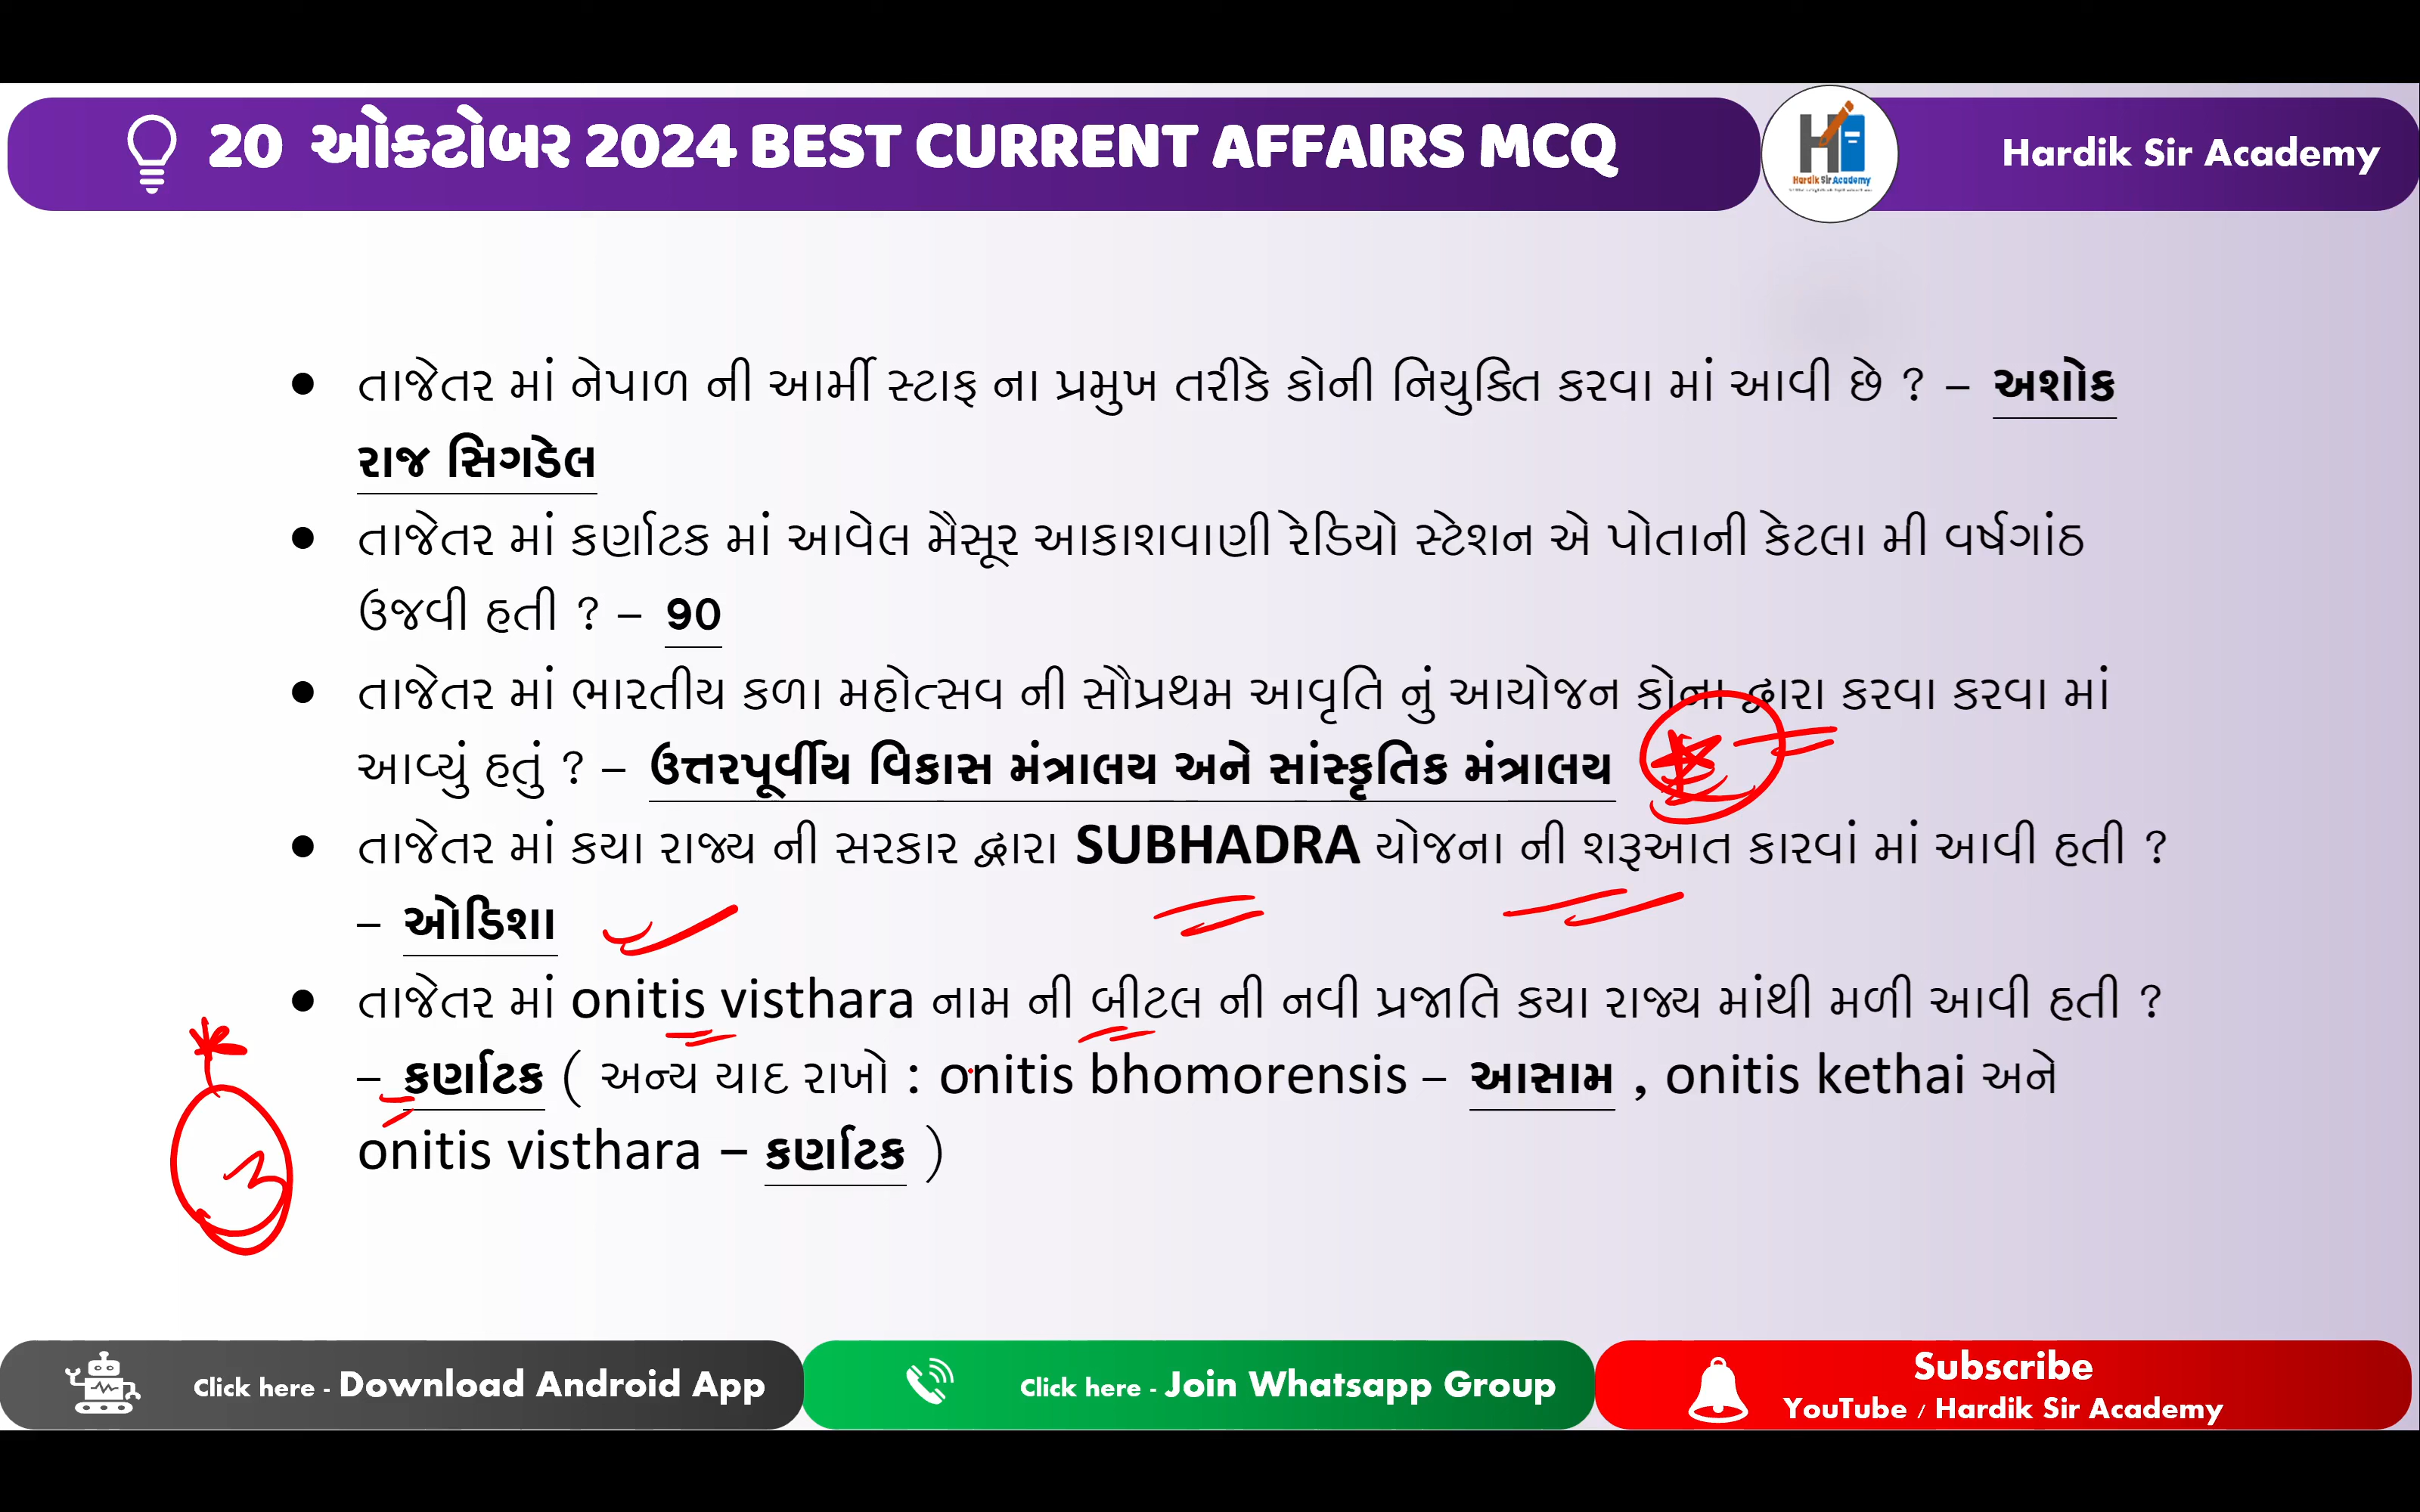 20 ઓક્ટોબર 2024 BEST CURRENT AFFAIRS MCQ
Hardik Sir Academy
Hardik Sir Academy
• તાજેતર માં નેપાળ ની આર્મી સ્ટાફ ના પ્રમુખ તરીકે કોની નિયુક્તિ કરવા માં આવી છે ? – અશોક
રાજ સિગડેલ
• તાજેતર માં કર્ણાટક માં આવેલ મૈસૂર આકાશવાણી રેડિયો સ્ટેશન એ પોતાની કેટલા મી વર્ષગાંઠ
ઉજવી હતી ? – 90
• તાજેતર માં ભારતીય કળા મહોત્સવ ની સૌપ્રથમ આવૃતિ નું આયોજન કોના દ્વારા કરવા કરવા માં
આવ્યું હતું ? – ઉત્તરપૂર્વીય વિકાસ મંત્રાલય અને સાંસ્કૃતિક મંત્રાલય
• તાજેતર માં કયા રાજ્ય ની સરકાર દ્વારા SUBHADRA યોજના ની શરૂઆત કારવાં માં આવી હતી ?
– ઓડિશા
• તાજેતર માં onitis visthara નામ ની બીટલ ની નવી પ્રજાતિ કયા રાજ્ય માંથી મળી આવી હતી ?
– કર્ણાટક ( અન્ય યાદ રાખો : onitis bhomorensis – આસામ , onitis kethai અને
onitis visthara – કર્ણાટક )
Click here - Download Android App
Click here - Join Whatsapp Group
Subscribe
YouTube / Hardik Sir Academy